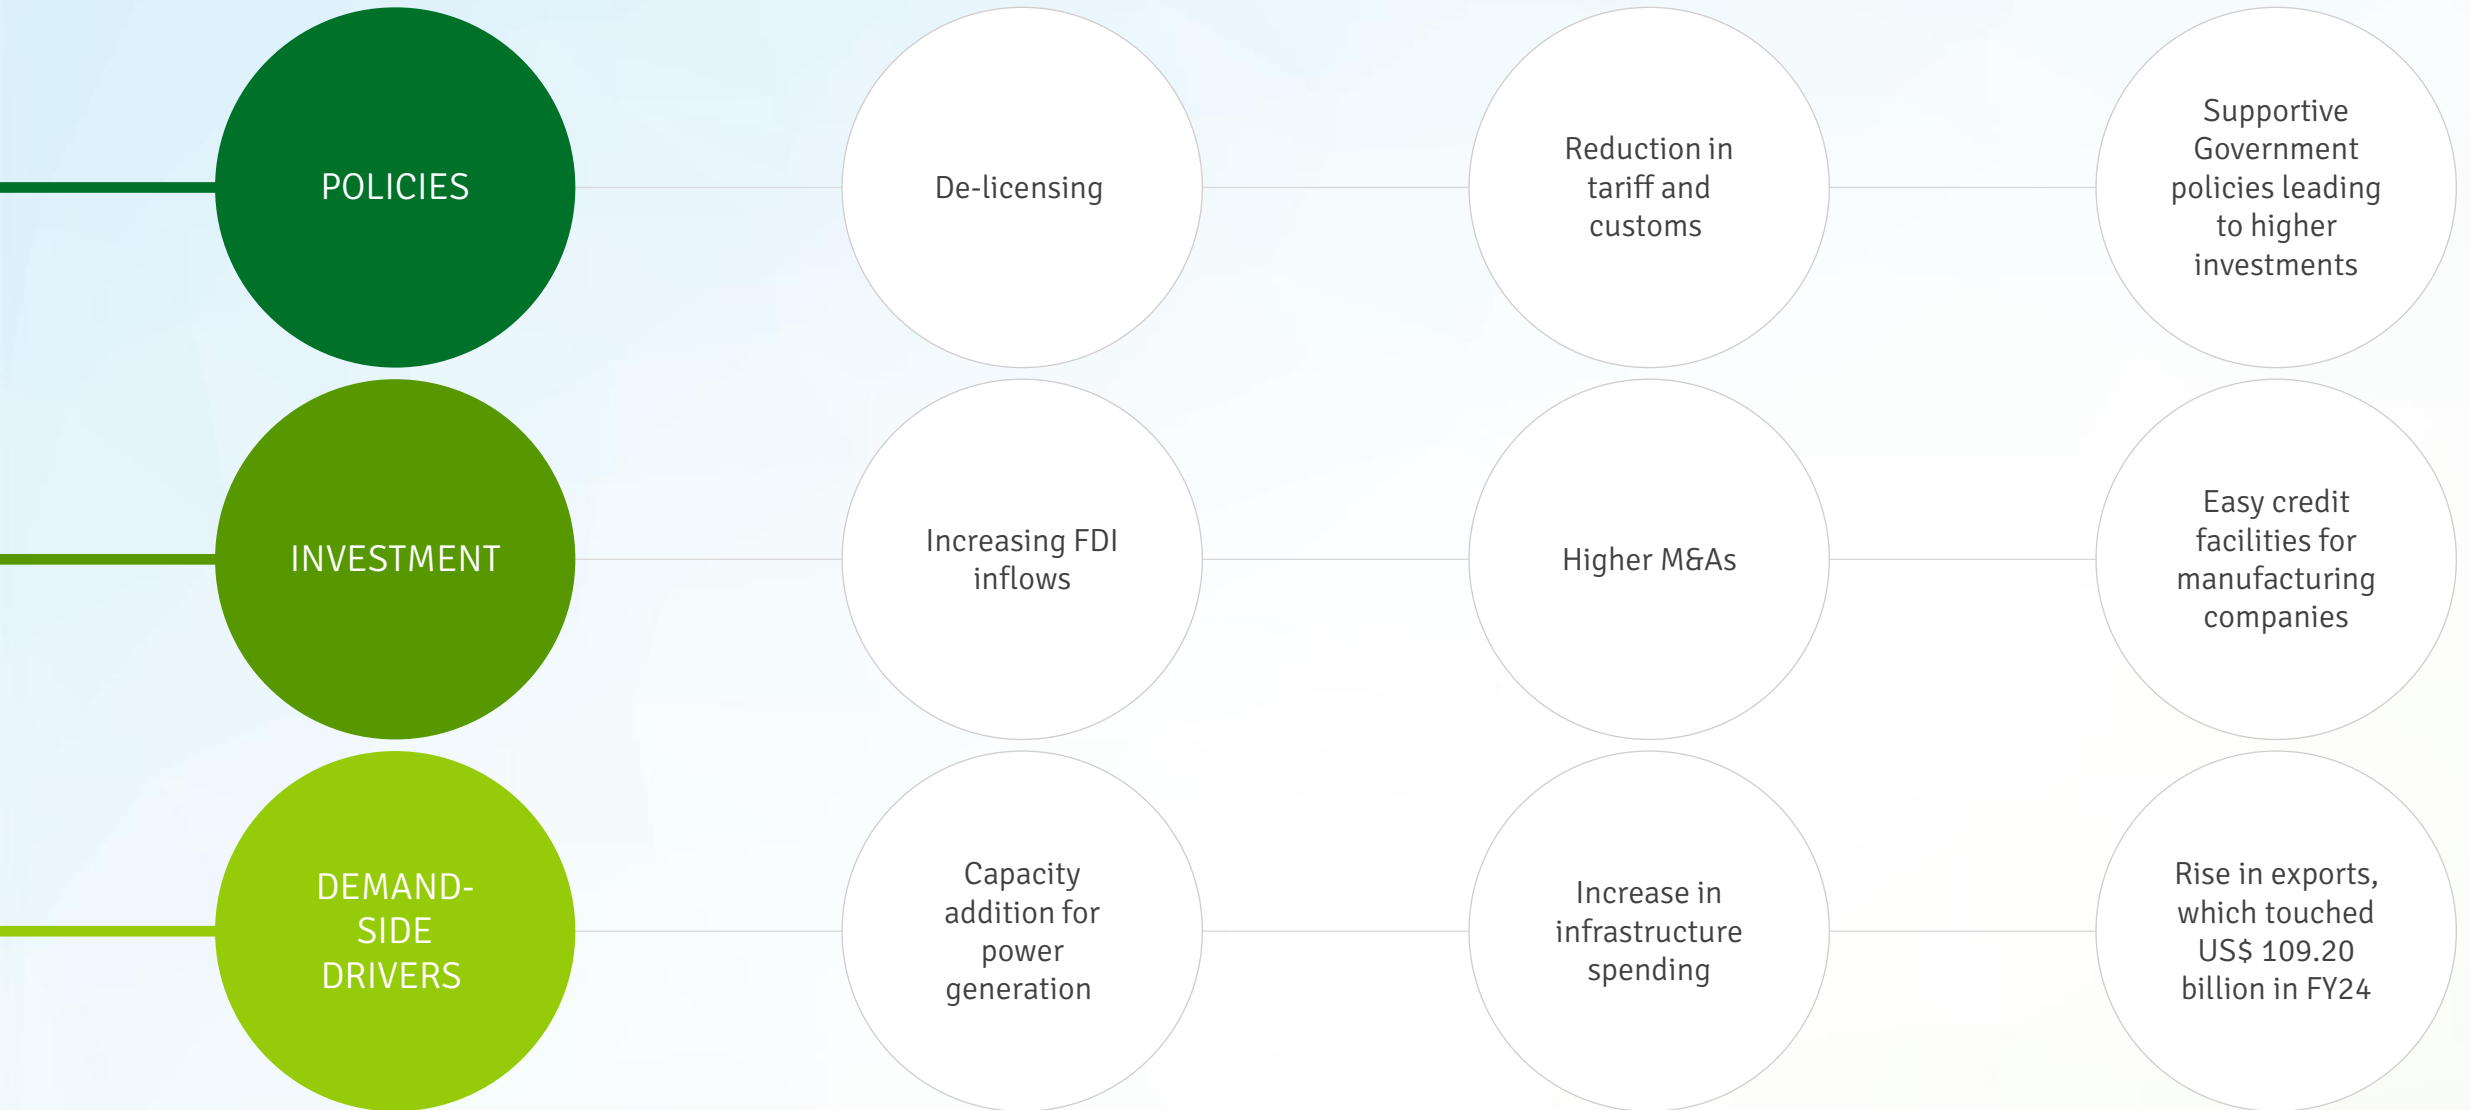 POLICIES
De-licensing
Reduction in
tariff and
customs
Supportive
Government
policies leading
to higher
investments
INVESTMENT
Increasing FDI
inflows
Higher M&As
Easy credit
facilities for
manufacturing
companies
DEMAND-
SIDE
DRIVERS
Capacity
addition for
power
generation
Increase in
infrastructure
spending
Rise in exports,
which touched
US$ 109.20
billion in FY24